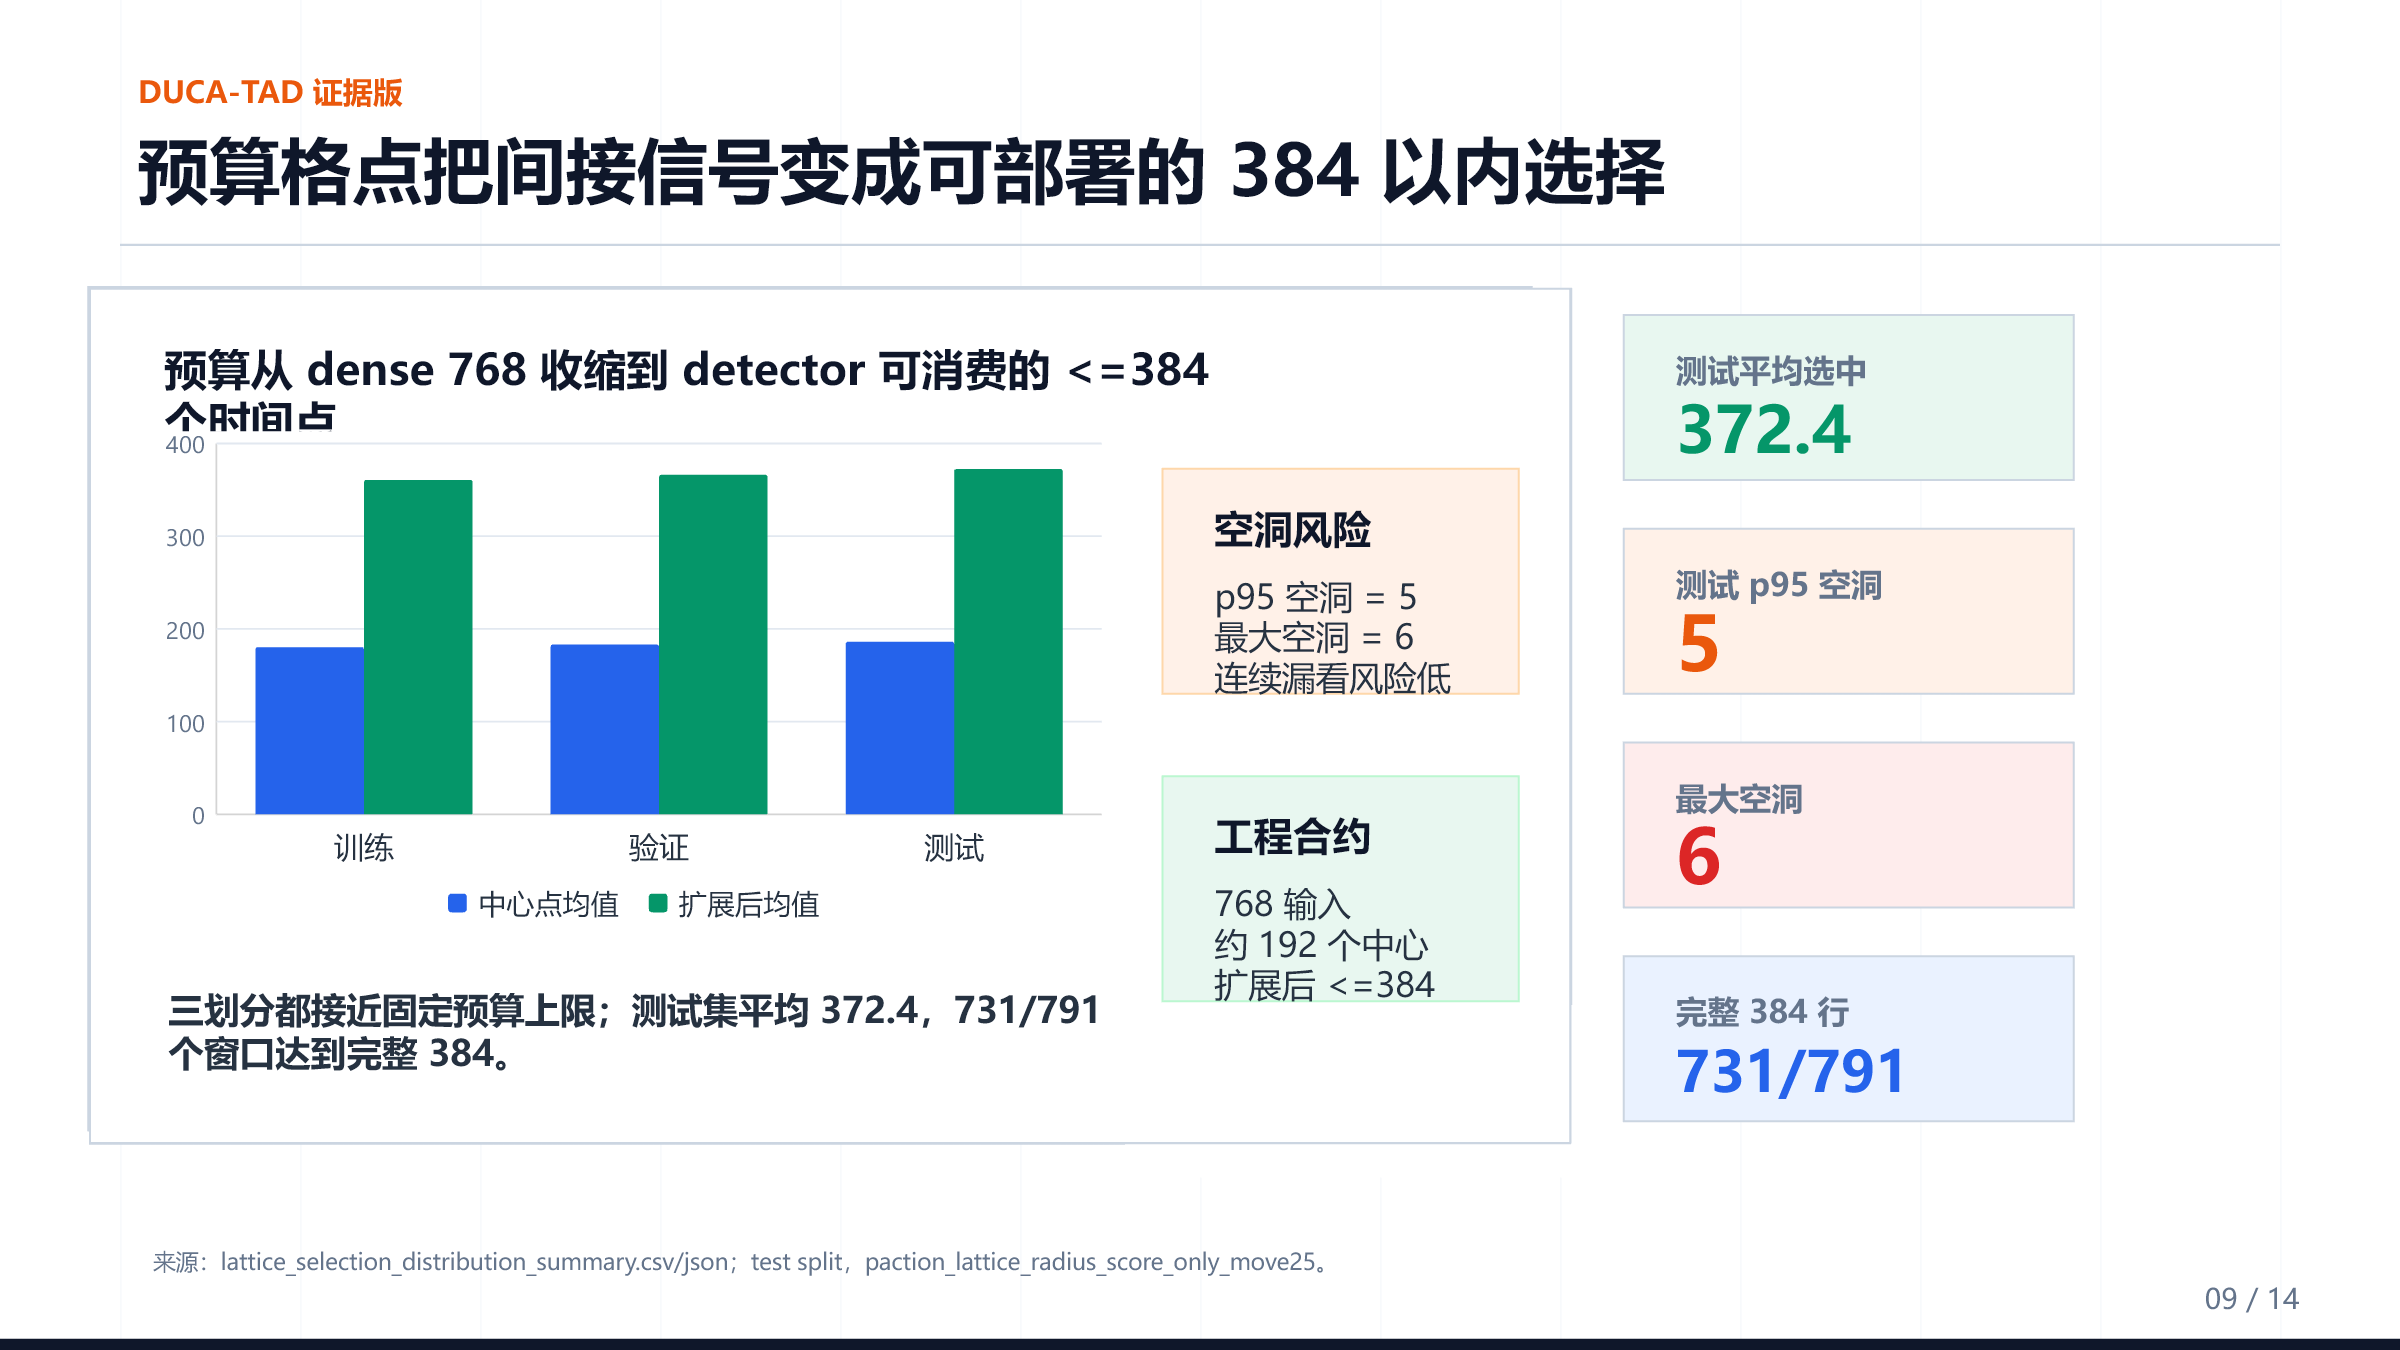 DUCA-TAD 证据版
预算格点把间接信号变成可部署的 384 以内选择
预算从 dense 768 收缩到 detector 可消费的 <=384
个时间点
400
300
200
100
0
训练
验证
测试
中心点均值
扩展后均值
三划分都接近固定预算上限；测试集平均 372.4，731/791
个窗口达到完整 384。
空洞风险
p95 空洞 = 5
最大空洞 = 6
连续漏看风险低
工程合约
768 输入
约 192 个中心
扩展后 <=384
测试平均选中
372.4
测试 p95 空洞
5
最大空洞
6
完整 384 行
731/791
来源：lattice_selection_distribution_summary.csv/json；test split，paction_lattice_radius_score_only_move25。
09 / 14